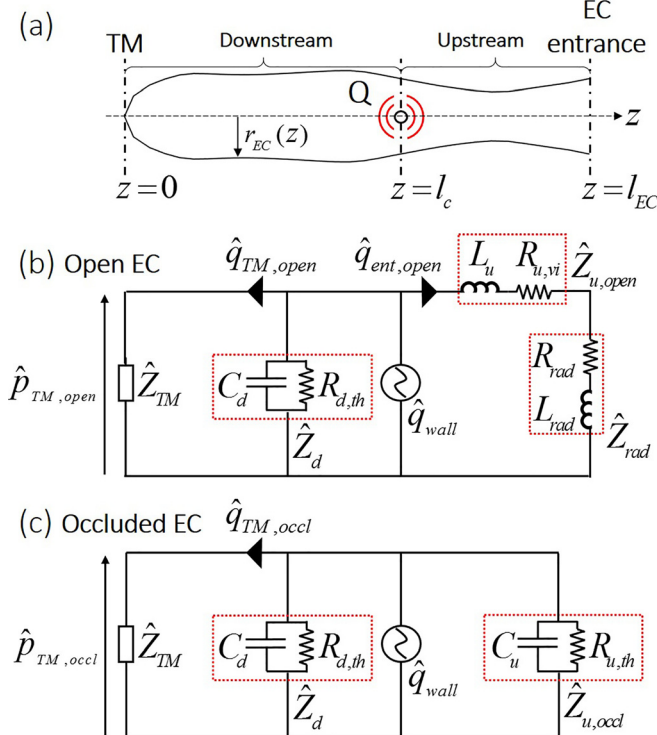 (a)
TM Downstream Upstream EC entrance
Q
r_EC(z)
z
z = 0 z = l_c z = l_EC
(b) Open EC
q̂_TM,open q̂_ent,open L_u R_u,vi Ẑ_u,open
p̂_TM,open Ẑ_TM C_d R_d,th q̂_wall R_rad
L_rad
Ẑ_d Ẑ_rad
(c) Occluded EC
q̂_TM,occl
p̂_TM,occl Ẑ_TM C_d R_d,th q̂_wall C_u R_u,th
Ẑ_d Ẑ_u,occl